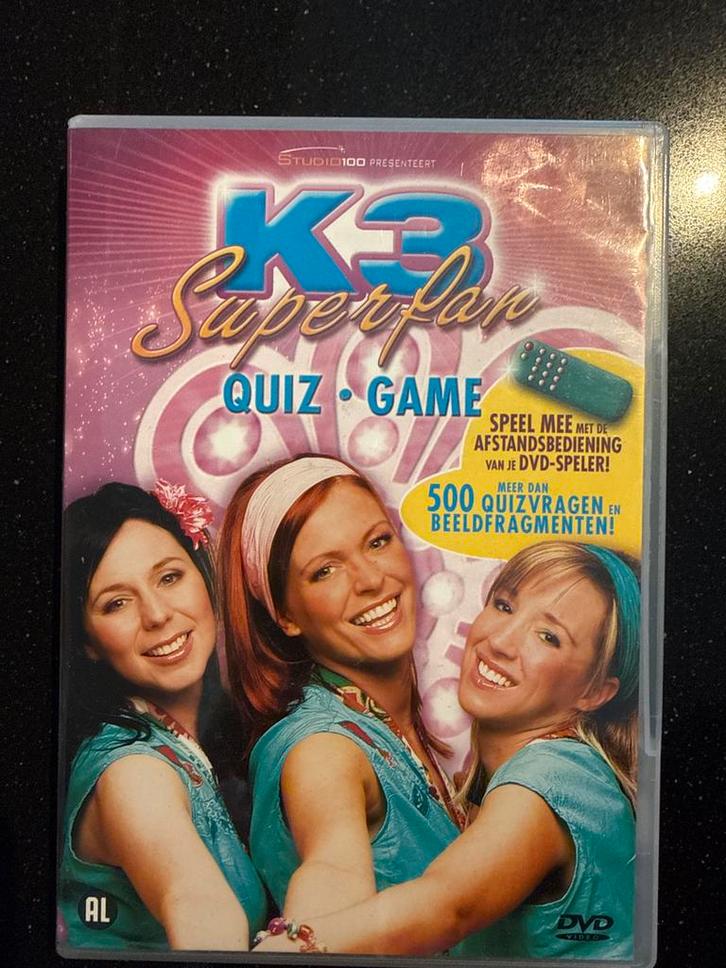 STUDIO100 PRESENTEERT
K3
Superfan
QUIZ • GAME
SPEEL MEE MET DE
AFSTANDSBEDIENING
VAN JE DVD-SPELER!
MEER DAN
500 QUIZVRAGEN EN
BEELDFRAGMENTEN!
AL
DVD
VIDEO